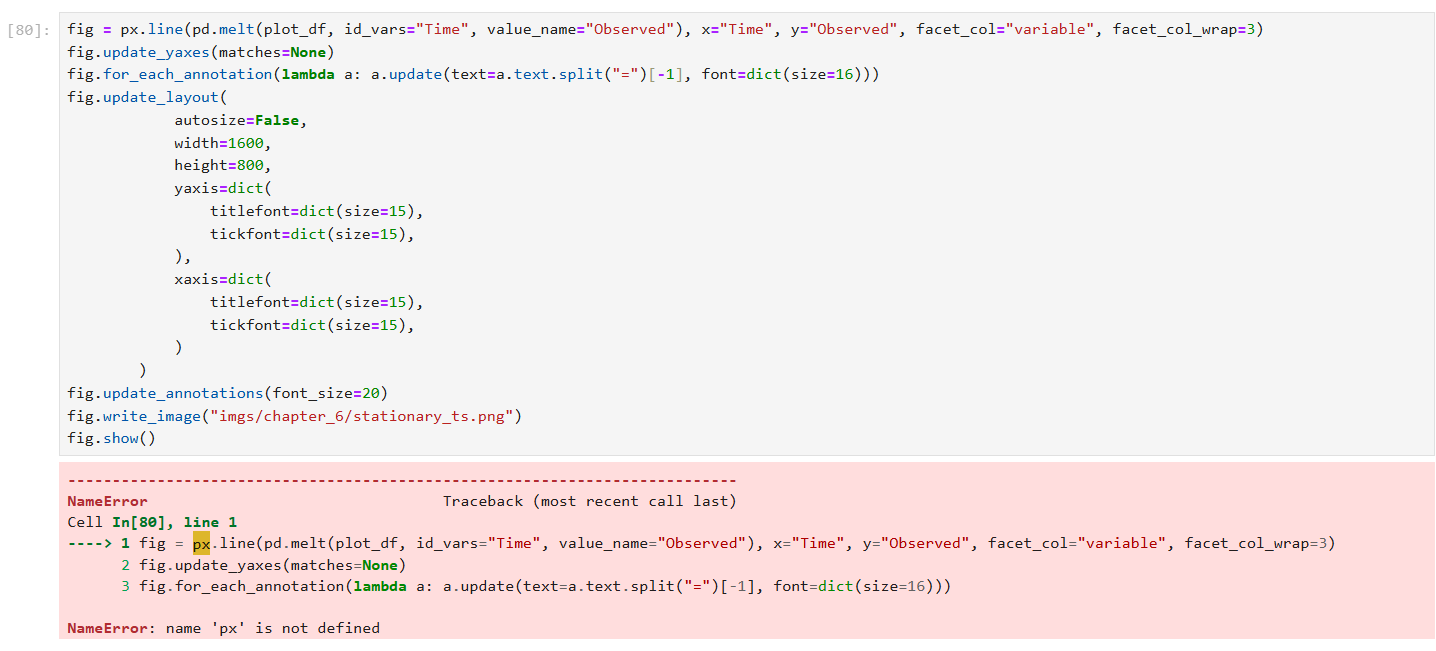 [80]: fig = px.line(pd.melt(plot_df, id_vars="Time", value_name="Observed"), x="Time", y="Observed", facet_col="variable", facet_col_wrap=3)
fig.update_yaxes(matches=None)
fig.for_each_annotation(lambda a: a.update(text=a.text.split("=")[-1], font=dict(size=16)))
fig.update_layout(
            autosize=False,
            width=1600,
            height=800,
            yaxis=dict(
                titlefont=dict(size=15),
                tickfont=dict(size=15),
            ),
            xaxis=dict(
                titlefont=dict(size=15),
                tickfont=dict(size=15),
            )
        )
fig.update_annotations(font_size=20)
fig.write_image("imgs/chapter_6/stationary_ts.png")
fig.show()
---------------------------------------------------------------------------
NameError                                 Traceback (most recent call last)
Cell In[80], line 1
----> 1 fig = px.line(pd.melt(plot_df, id_vars="Time", value_name="Observed"), x="Time", y="Observed", facet_col="variable", facet_col_wrap=3)
      2 fig.update_yaxes(matches=None)
      3 fig.for_each_annotation(lambda a: a.update(text=a.text.split("=")[-1], font=dict(size=16)))
NameError: name 'px' is not defined